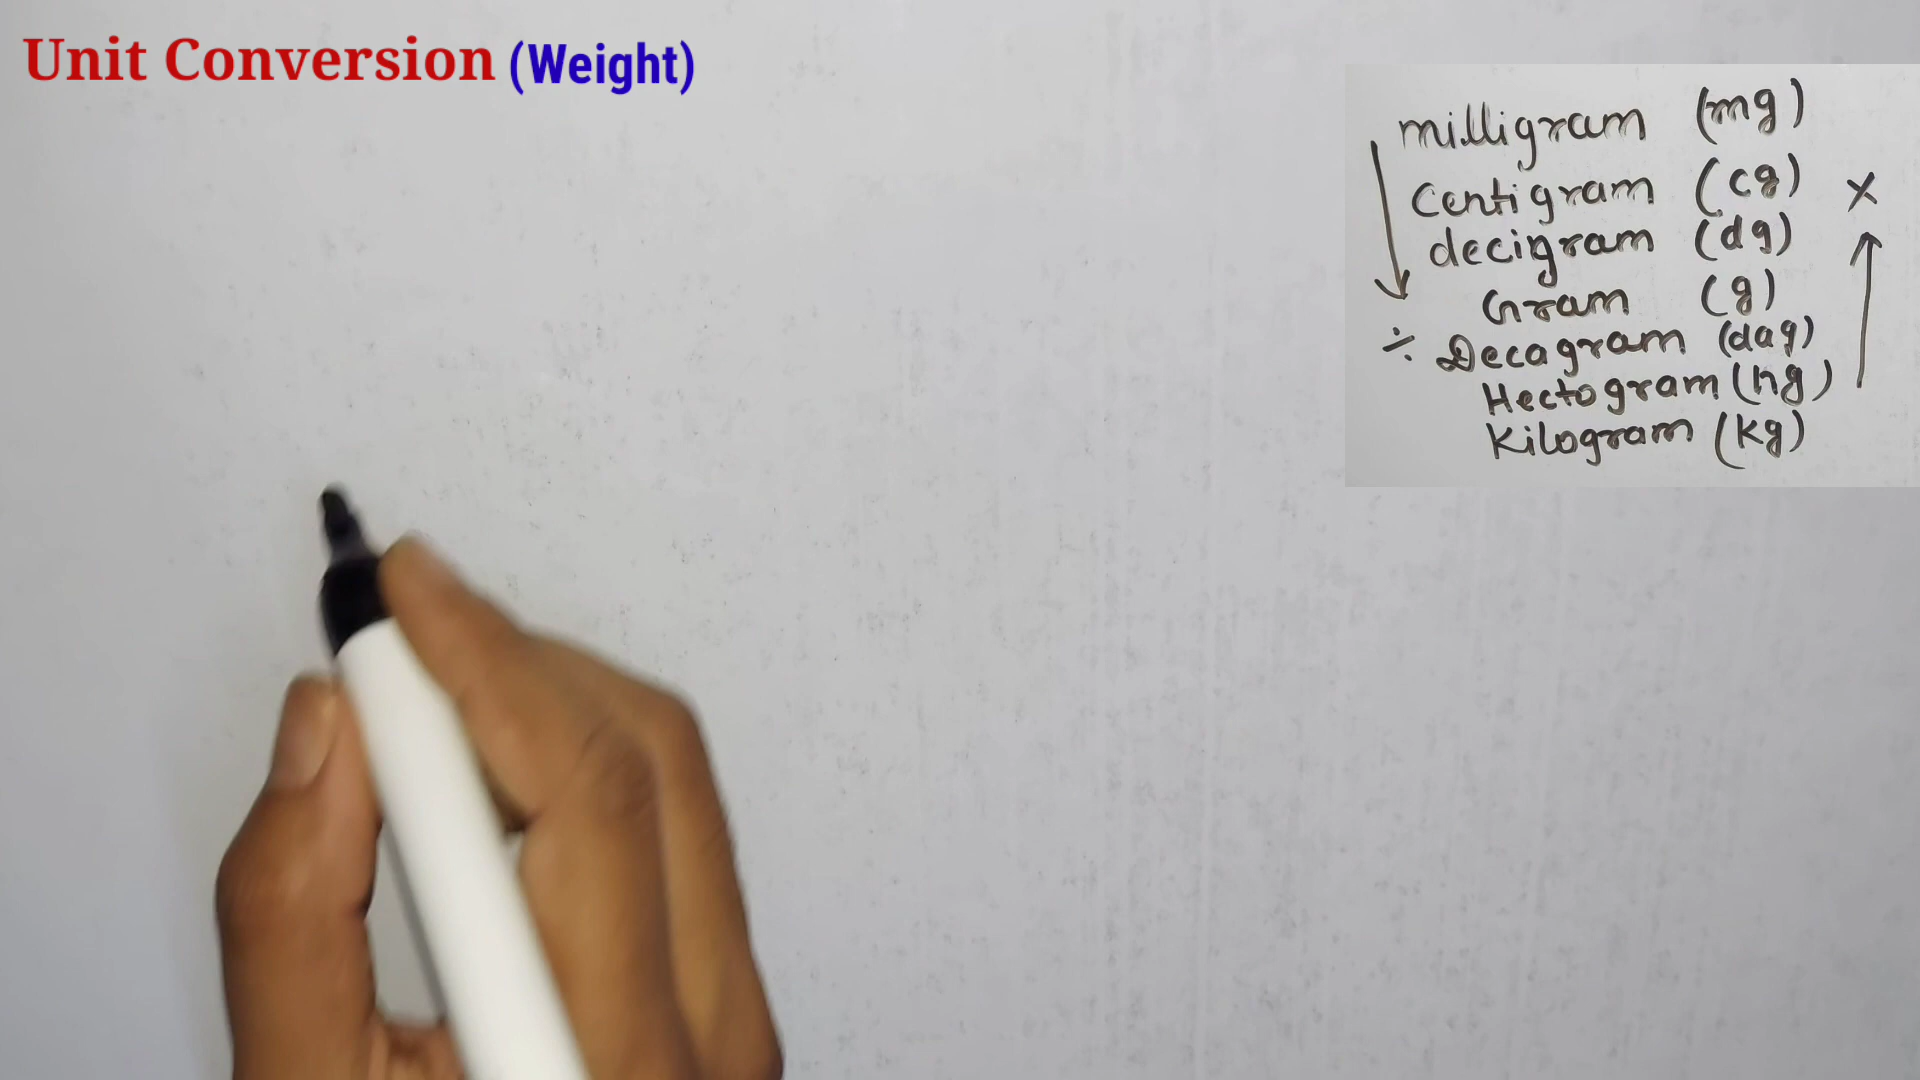 Unit Conversion (Weight)
milligram (mg)
Centigram (cg) ×
decigram (dg)
Gram (g)
÷ Decagram (dag)
Hectogram (hg)
Kilogram (kg)